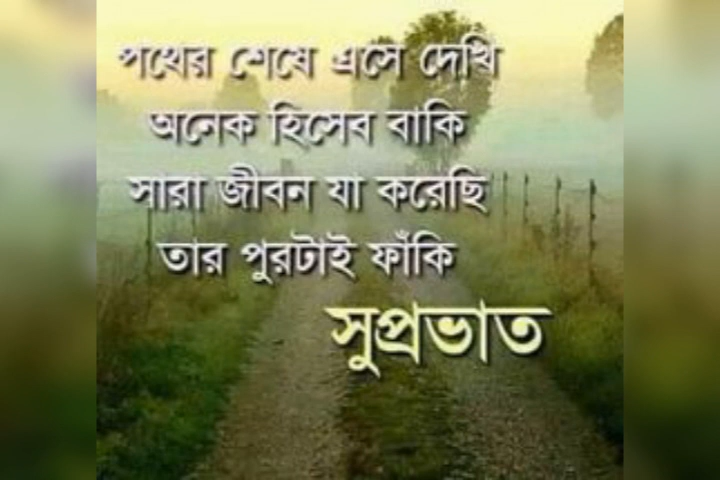 পথের শেষে এসে দেখি
অনেক হিসেব বাকি
সারা জীবন যা করেছি
তার পুরটাই ফাঁকি
সুপ্রভাত